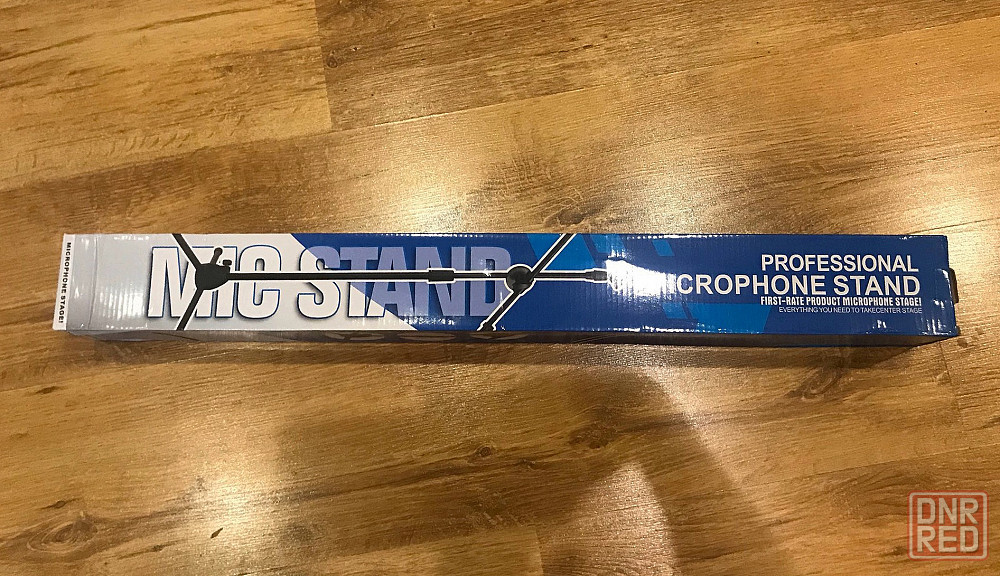 MICROPHONE STAGE!
MIC STAND
PROFESSIONAL
CROPHONE STAND
FIRST-RATE PRODUCT MICROPHONE STAGE!
EVERYTHING YOU NEED TO TAKECENTER STAGE
DNR
RED